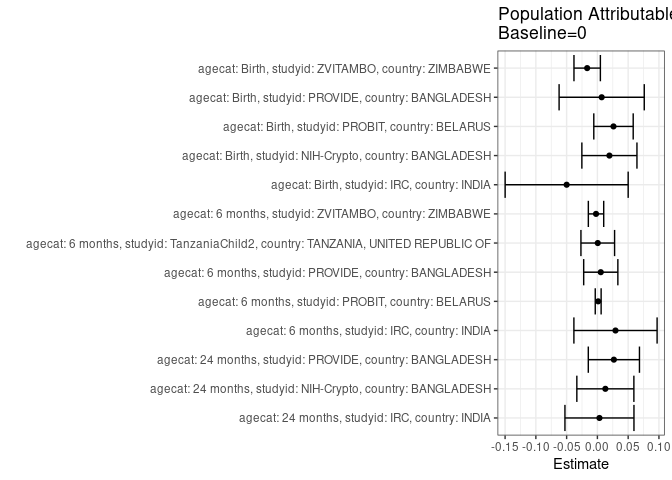 Population Attributable
Baseline=0
agecat: Birth, studyid: ZVITAMBO, country: ZIMBABWE
agecat: Birth, studyid: PROVIDE, country: BANGLADESH
agecat: Birth, studyid: PROBIT, country: BELARUS
agecat: Birth, studyid: NIH-Crypto, country: BANGLADESH
agecat: Birth, studyid: IRC, country: INDIA
agecat: 6 months, studyid: ZVITAMBO, country: ZIMBABWE
agecat: 6 months, studyid: TanzaniaChild2, country: TANZANIA, UNITED REPUBLIC OF
agecat: 6 months, studyid: PROVIDE, country: BANGLADESH
agecat: 6 months, studyid: PROBIT, country: BELARUS
agecat: 6 months, studyid: IRC, country: INDIA
agecat: 24 months, studyid: PROVIDE, country: BANGLADESH
agecat: 24 months, studyid: NIH-Crypto, country: BANGLADESH
agecat: 24 months, studyid: IRC, country: INDIA
-0.15 -0.10 -0.05 0.00 0.05 0.10
Estimate